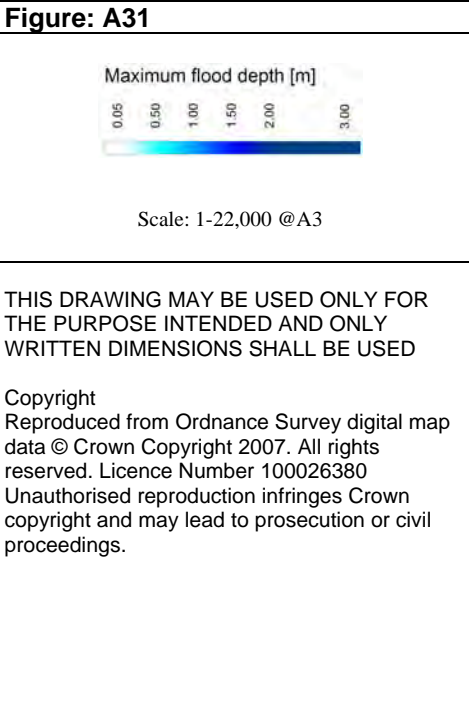 Figure: A31
Maximum flood depth [m]
0.05 0.50 1.00 1.50 2.00 3.00
Scale: 1-22,000 @A3
THIS DRAWING MAY BE USED ONLY FOR
THE PURPOSE INTENDED AND ONLY
WRITTEN DIMENSIONS SHALL BE USED
Copyright
Reproduced from Ordnance Survey digital map
data © Crown Copyright 2007. All rights
reserved. Licence Number 100026380
Unauthorised reproduction infringes Crown
copyright and may lead to prosecution or civil
proceedings.